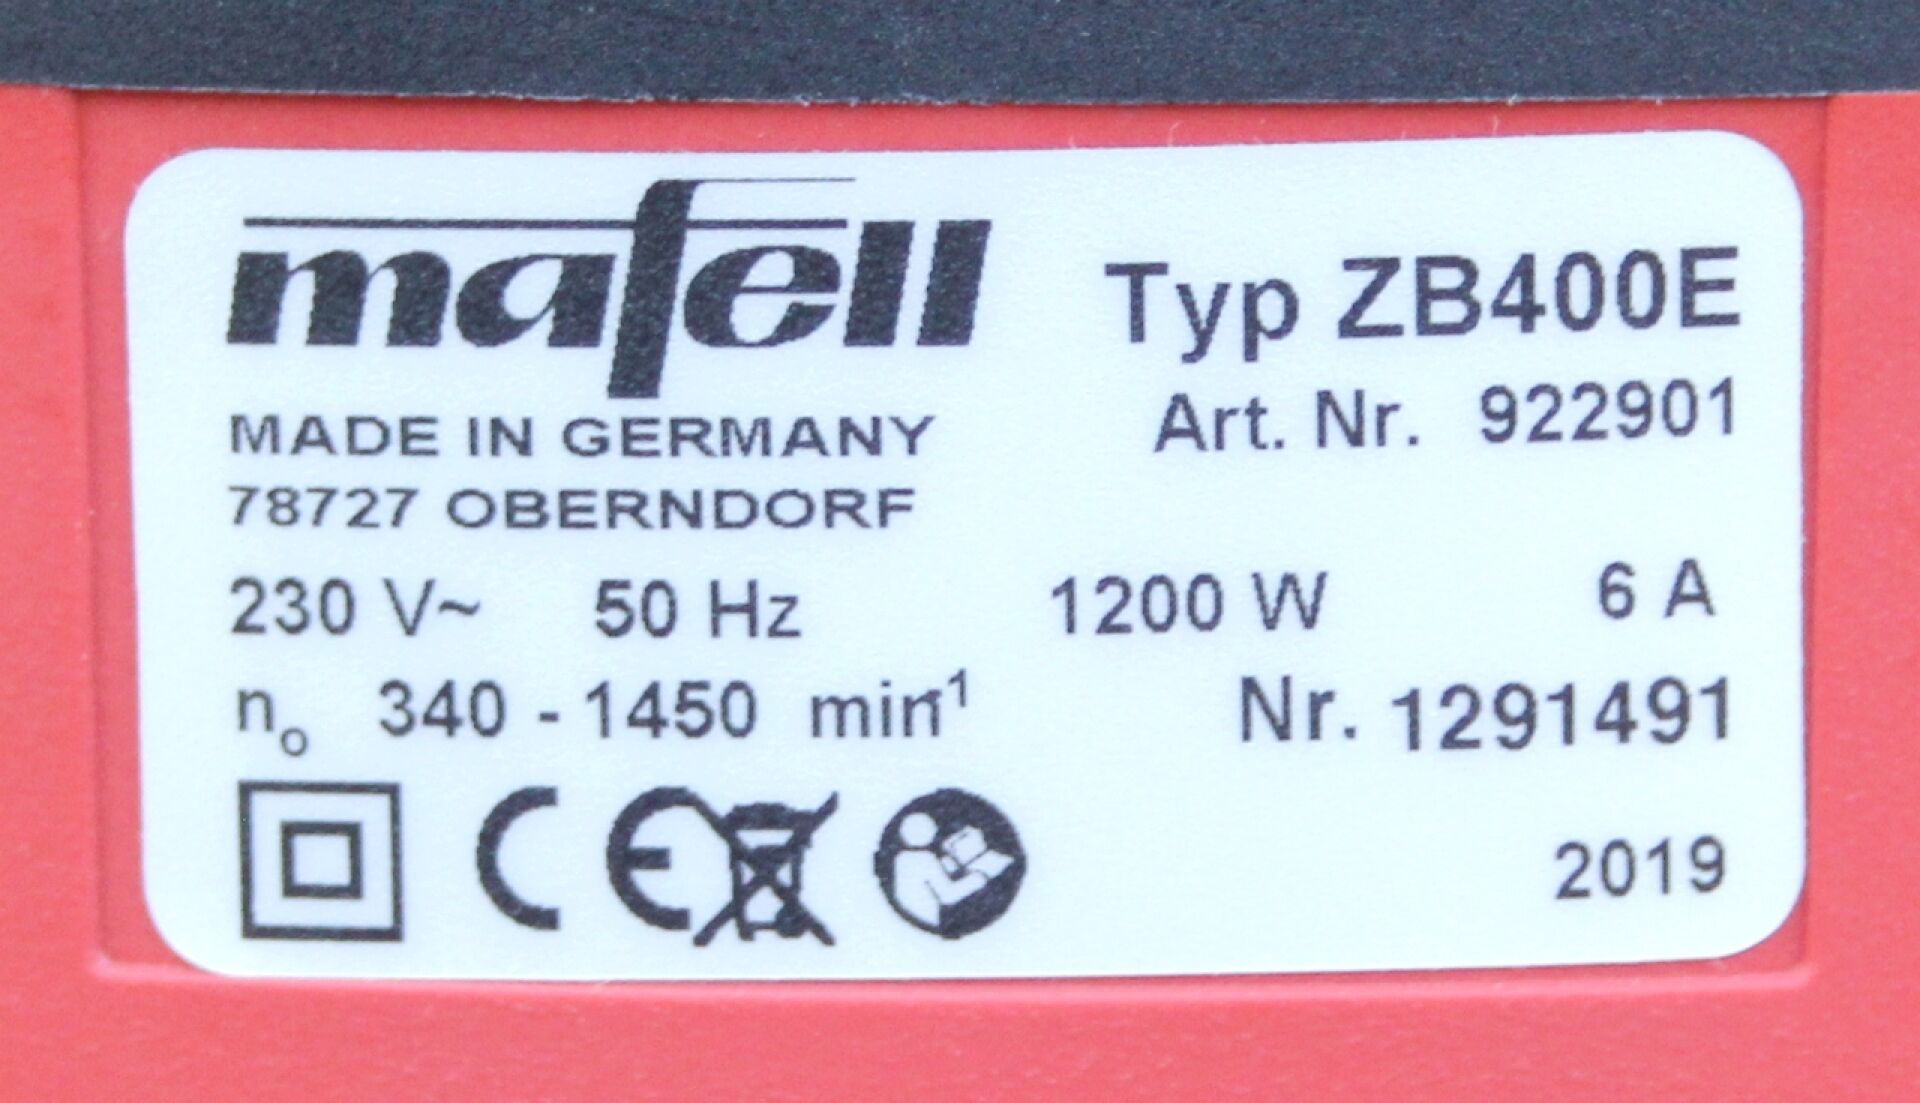 mafell
Typ ZB400E
MADE IN GERMANY
Art. Nr. 922901
78727 OBERNDORF
230 V~ 50 Hz 1200 W 6 A
n₀ 340 - 1450 min⁻¹ Nr. 1291491
CE
2019